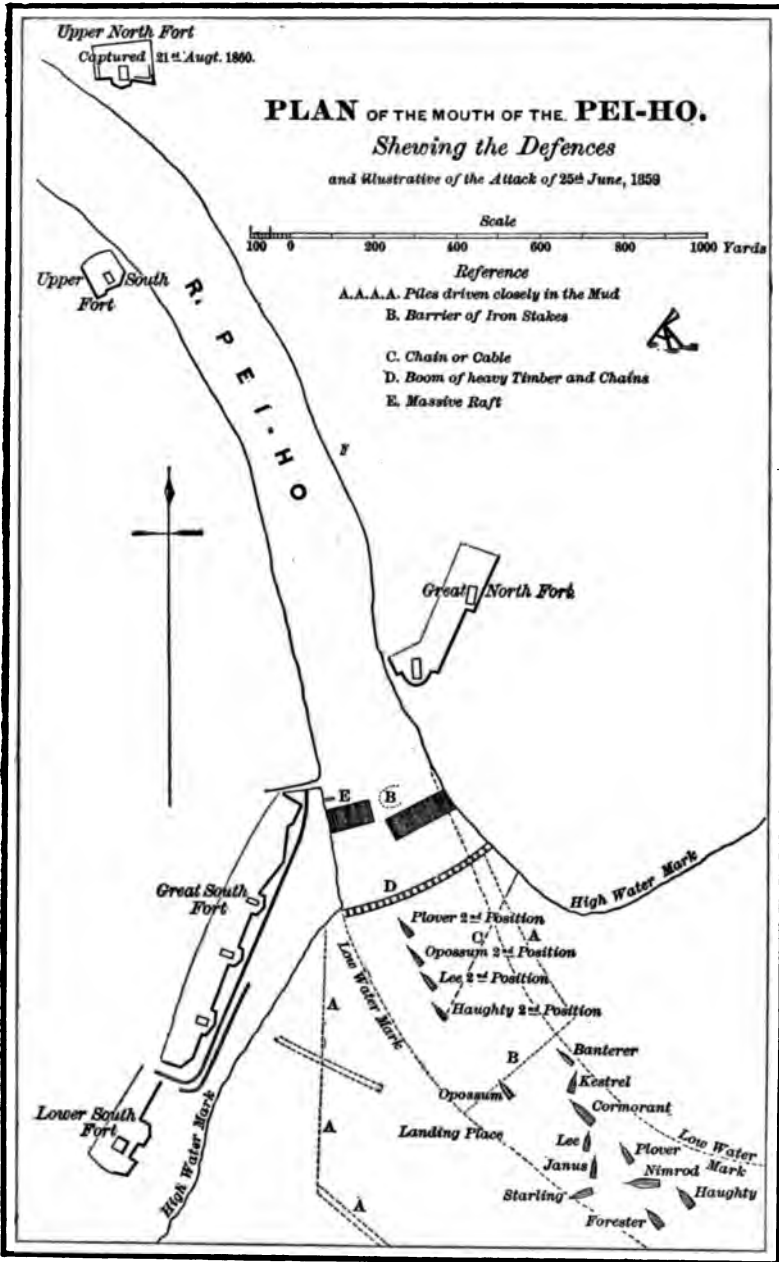 Upper North Fort
Captured 21st Augt. 1860.
PLAN OF THE MOUTH OF THE PEI-HO.
Shewing the Defences
and illustrative of the Attack of 25th June, 1859
Scale
100 0 200 400 600 800 1000 Yards
Reference
A.A.A.A. Piles driven closely in the Mud
B. Barrier of Iron Stakes
C. Chain or Cable
D. Boom of heavy Timber and Chains
E. Massive Raft
Upper South
Fort
R. PEI-HO
F
Great North Fort
E
B
Great South
Fort
D
High Water Mark
Plover 2nd Position
C
A
Opossum 2nd Position
Lee 2nd Position
Haughty 2nd Position
Low Water Mark
A
B
Banterer
Kestrel
Opossum
Cormorant
Lower South
Fort
High Water Mark
A
Landing Place
Lee
Plover
Low Water
Mark
Janus
Nimrod
Starling
Haughty
A
Forester